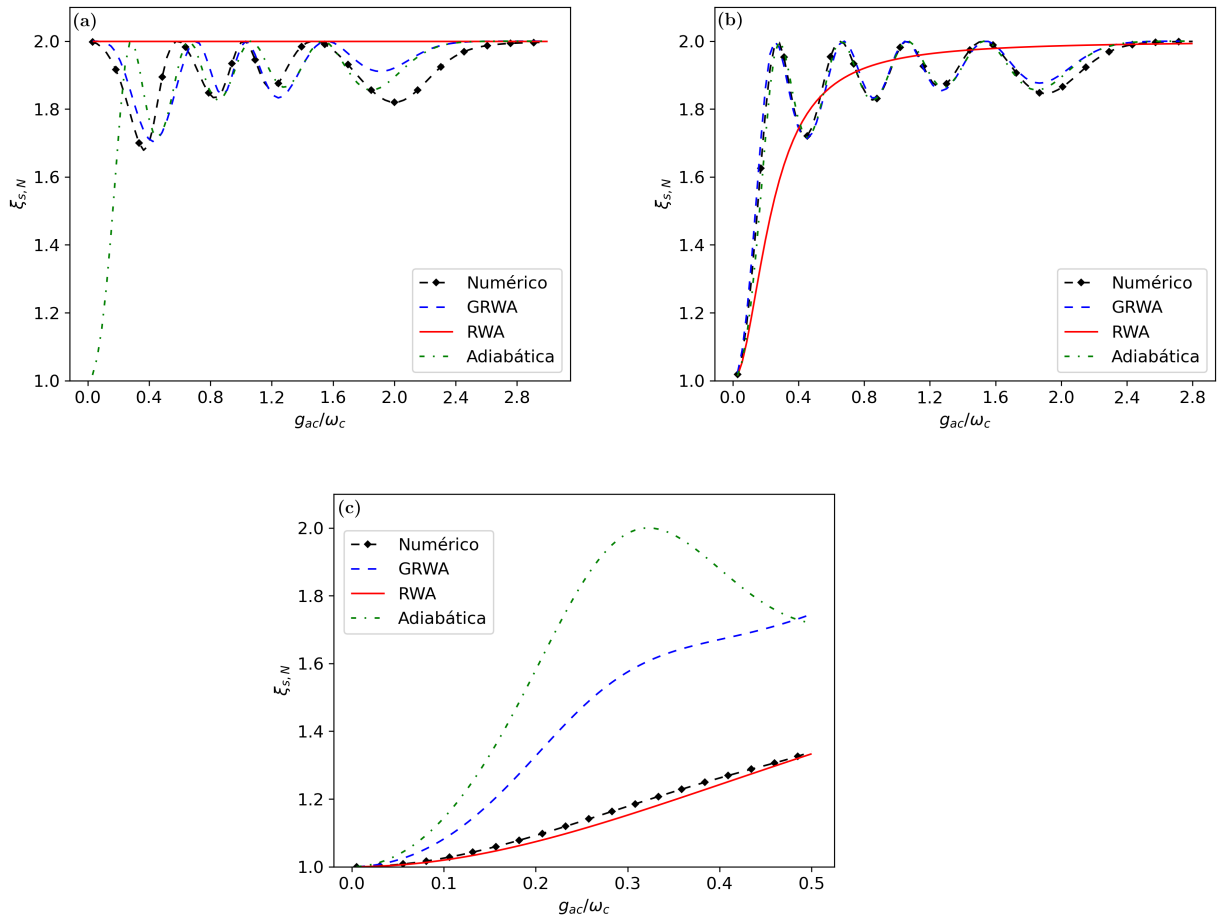 (a)
2.0
1.8
1.6
1.4
1.2
1.0
ξs,N
0.0 0.4 0.8 1.2 1.6 2.0 2.4 2.8
gac/ωc
Numérico
GRWA
RWA
Adiabática
(b)
2.0
1.8
1.6
1.4
1.2
1.0
ξs,N
0.0 0.4 0.8 1.2 1.6 2.0 2.4 2.8
gac/ωc
Numérico
GRWA
RWA
Adiabática
(c)
2.0
1.8
1.6
1.4
1.2
1.0
ξs,N
0.0 0.1 0.2 0.3 0.4 0.5
gac/ωc
Numérico
GRWA
RWA
Adiabática